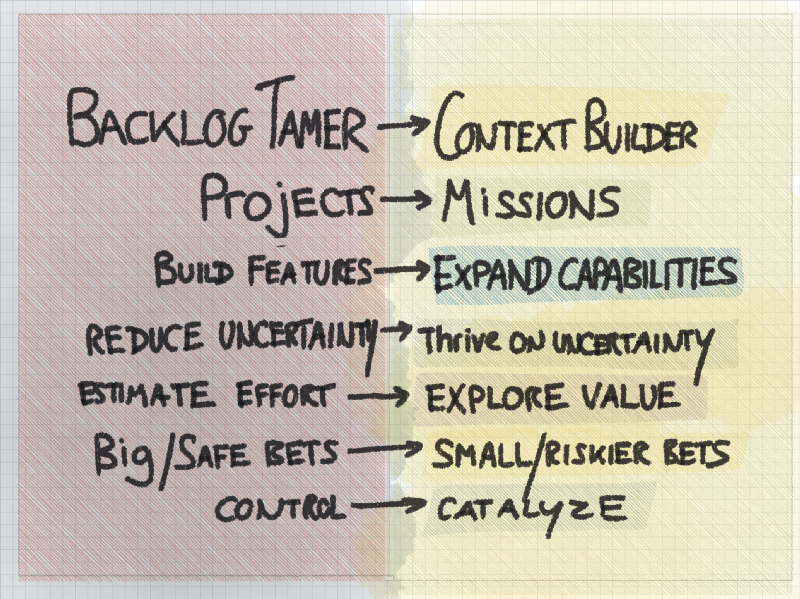 BACKLOG TAMER → CONTEXT BUILDER
PROJECTS → MISSIONS
BUILD FEATURES → EXPAND CAPABILITIES
REDUCE UNCERTAINTY → Thrive ON UNCERTAINTY
ESTIMATE EFFORT → EXPLORE VALUE
Big/SAFE BETS → SMALL/RISKIER BETS
CONTROL → CATALYZE